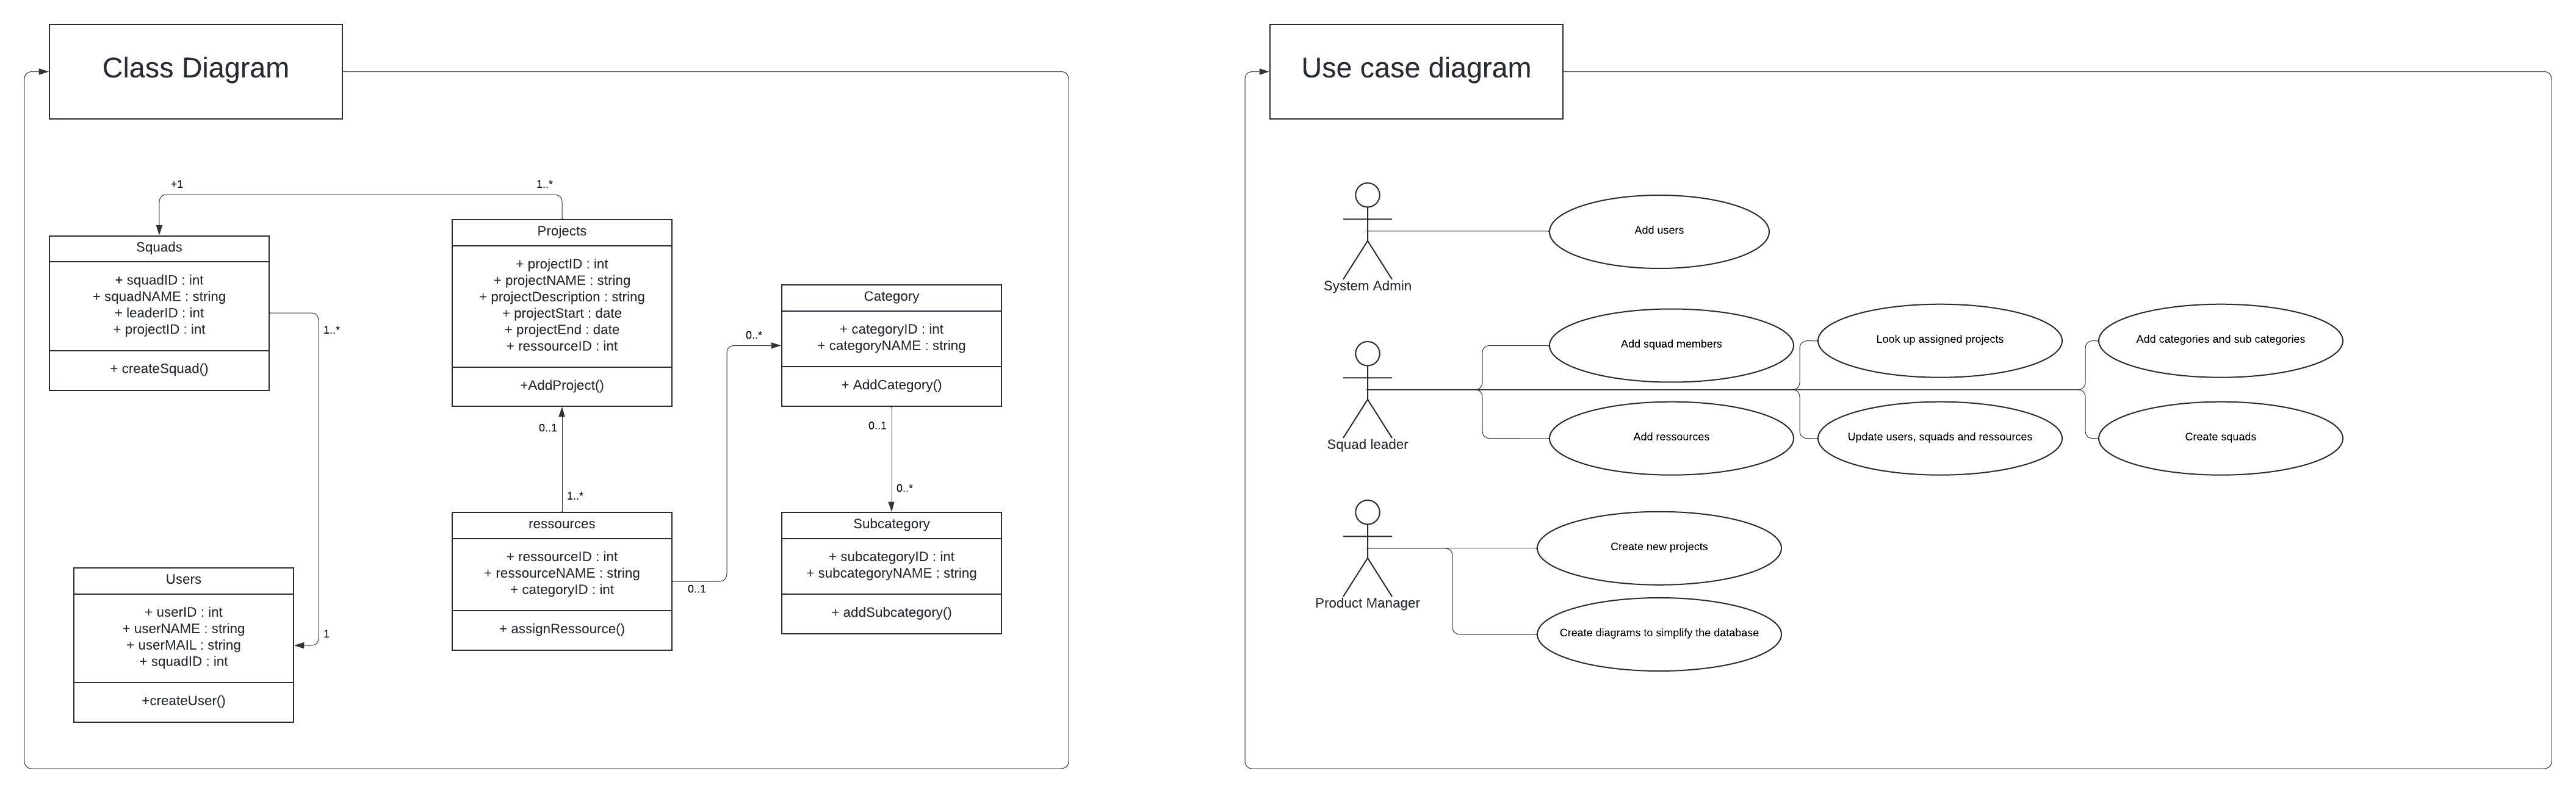 Class Diagram
+1
1..*
Squads
+ squadID : int
+ squadNAME : string
+ leaderID : int
+ projectID : int
+ createSquad()
1..*
1
Users
+ userID : int
+ userNAME : string
+ userMAIL : string
+ squadID : int
+createUser()
Projects
+ projectID : int
+ projectNAME : string
+ projectDescription : string
+ projectStart : date
+ projectEnd : date
+ ressourceID : int
+AddProject()
0..1
1..*
ressources
+ ressourceID : int
+ ressourceNAME : string
+ categoryID : int
+ assignRessource()
0..1
0..*
Category
+ categoryID : int
+ categoryNAME : string
+ AddCategory()
0..1
0..*
Subcategory
+ subcategoryID : int
+ subcategoryNAME : string
+ addSubcategory()
Use case diagram
System Admin
Add users
Squad leader
Add squad members
Look up assigned projects
Add categories and sub categories
Add ressources
Update users, squads and ressources
Create squads
Product Manager
Create new projects
Create diagrams to simplify the database